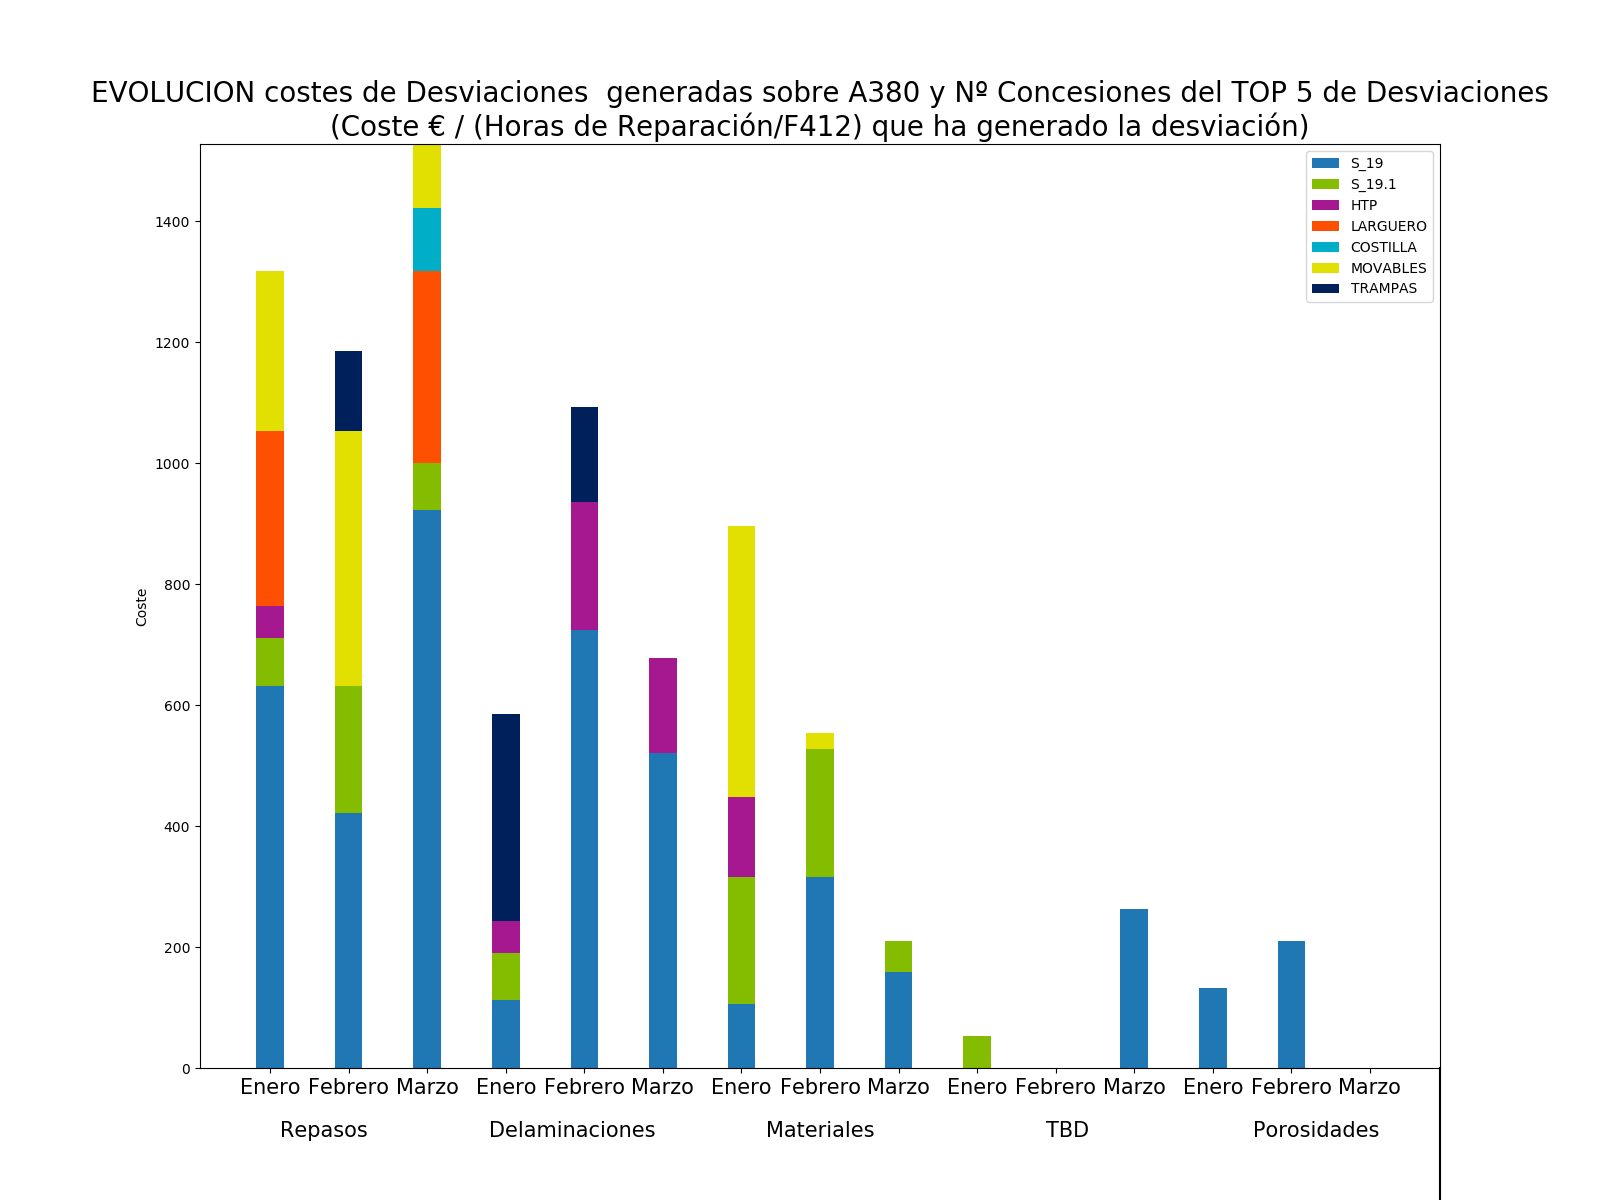 EVOLUCION costes de Desviaciones  generadas sobre A380 y Nº Concesiones del TOP 5 de Desviaciones
(Coste € / (Horas de Reparación/F412) que ha generado la desviación)
S_19
S_19.1
HTP
LARGUERO
COSTILLA
MOVABLES
TRAMPAS
1400
1200
1000
800
600
400
200
0
Coste
Enero Febrero Marzo Enero Febrero Marzo Enero Febrero Marzo Enero Febrero Marzo Enero Febrero Marzo
Repasos Delaminaciones Materiales TBD Porosidades